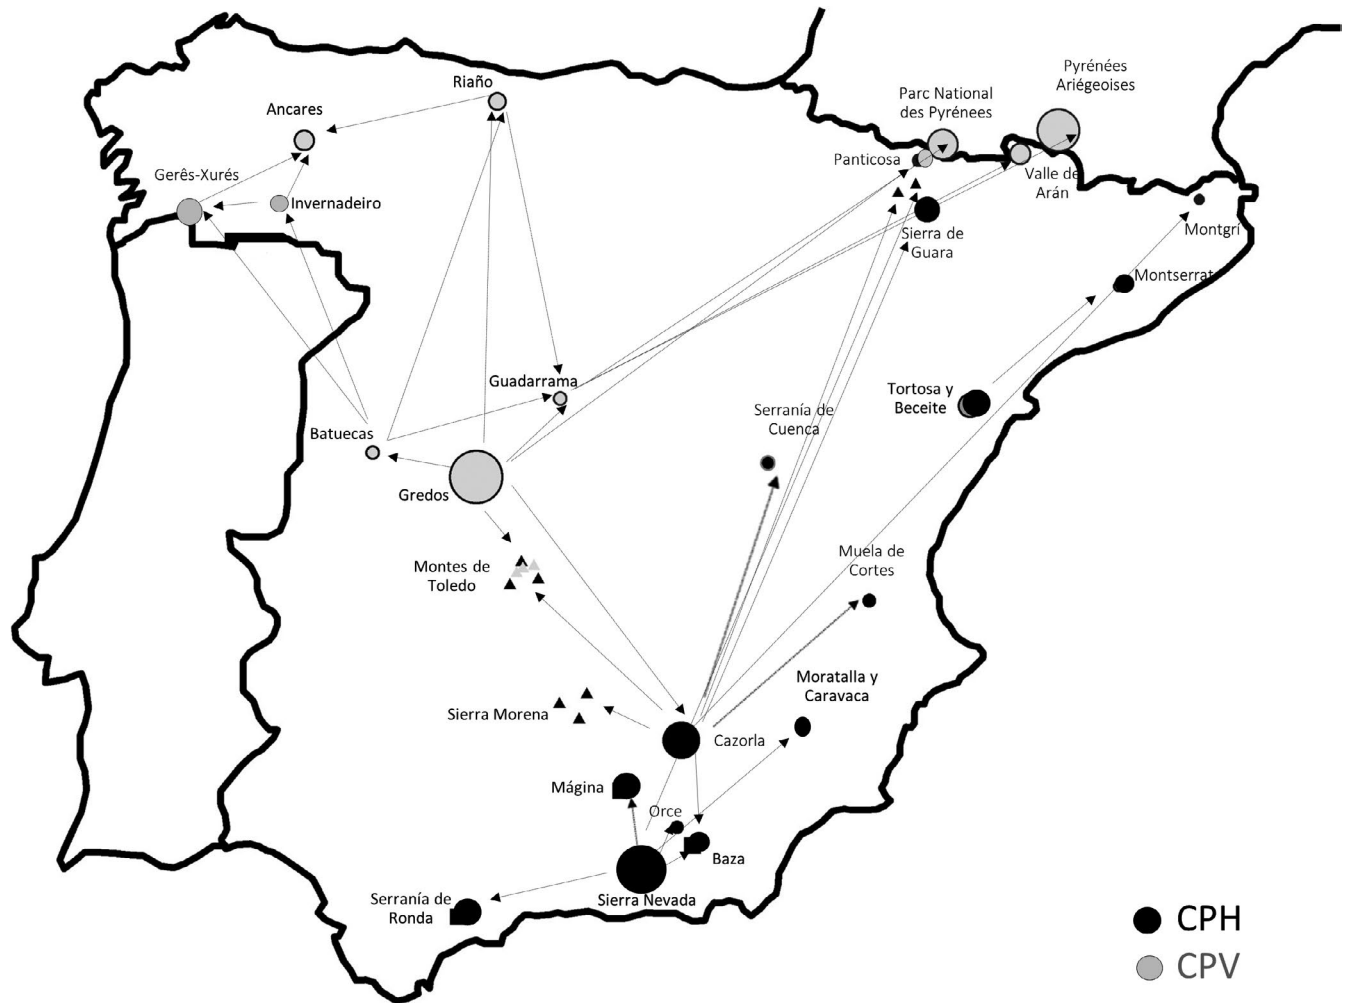 Pyrénées
Ariégeoises
Parc National
des Pyrénees
Riaño
Ancares
Panticosa
Gerês-Xurés
Valle de
Arán
Invernadeiro
Montgrí
Sierra de
Guara
Montserrat
Guadarrama
Tortosa y
Beceite
Serranía de
Cuenca
Batuecas
Gredos
Muela de
Cortes
Montes de
Toledo
Moratalla y
Caravaca
Sierra Morena
Cazorla
Mágina
Orce
Baza
Serranía de
Ronda
Sierra Nevada
CPH
CPV